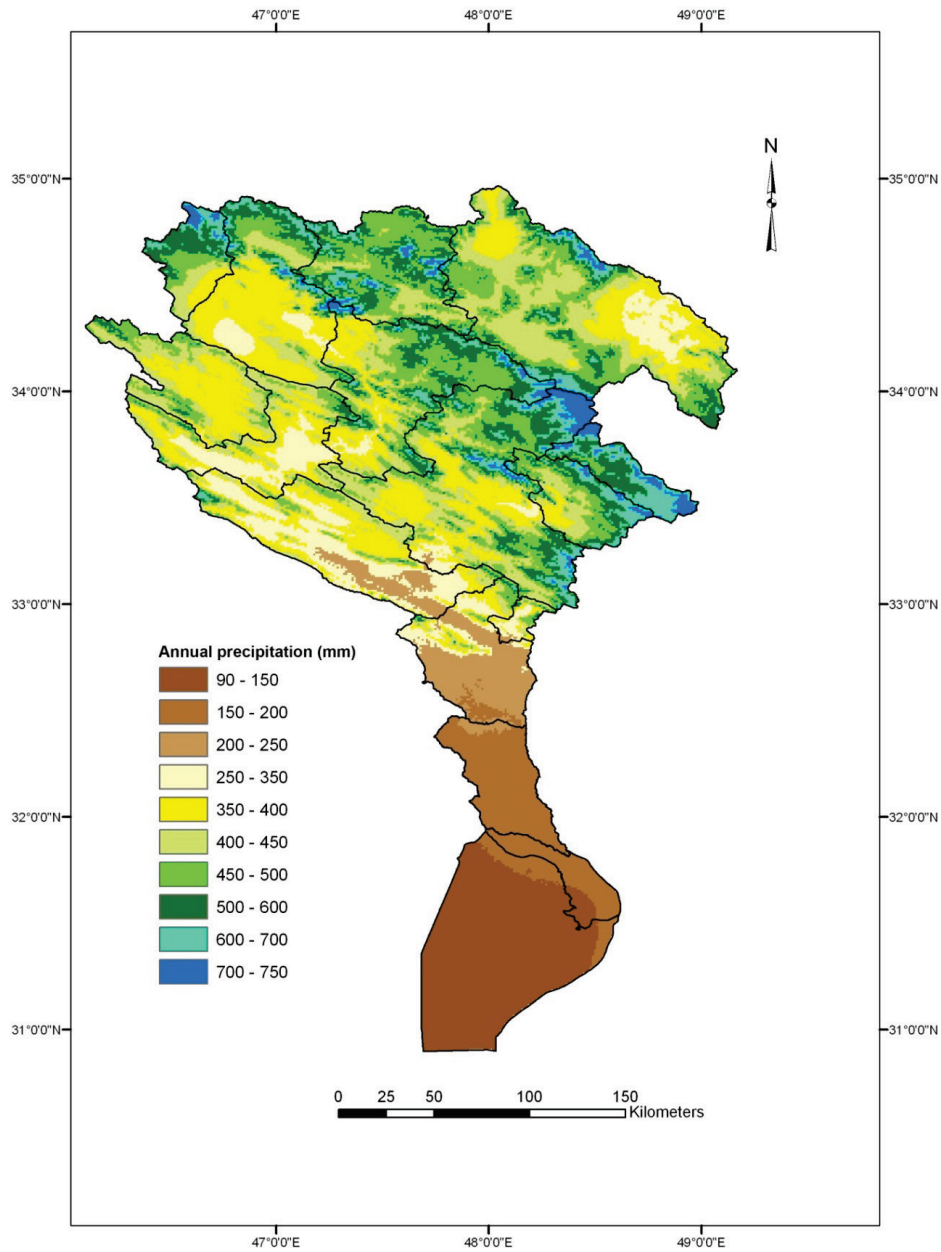 47°0'0"E 48°0'0"E 49°0'0"E
N
35°0'0"N 35°0'0"N
34°0'0"N 34°0'0"N
33°0'0"N 33°0'0"N
Annual precipitation (mm)
90 - 150
150 - 200
200 - 250
250 - 350
350 - 400
32°0'0"N 32°0'0"N
400 - 450
450 - 500
500 - 600
600 - 700
700 - 750
31°0'0"N 31°0'0"N
0 25 50 100 150
Kilometers
47°0'0"E 48°0'0"E 49°0'0"E